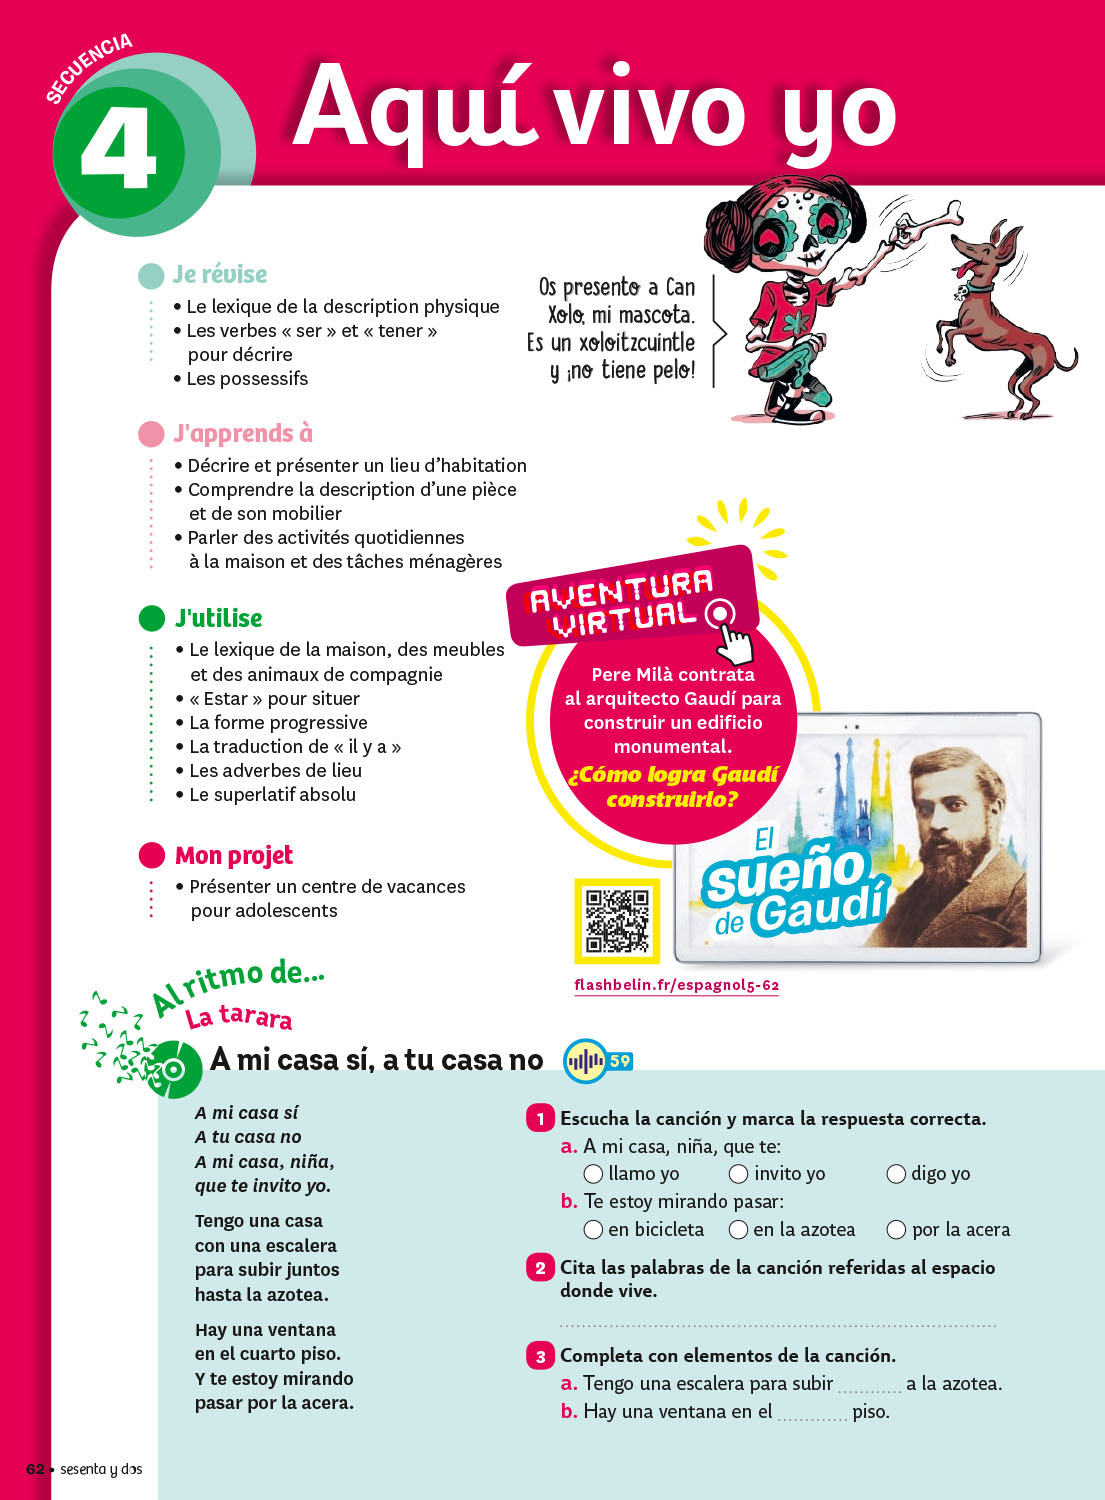 SECUENCIA
4
Aquí vivo yo
Je révise
• Le lexique de la description physique
• Les verbes « ser » et « tener »
pour décrire
• Les possessifs
Os presento a Can
Xolo, mi mascota.
Es un xoloitzcuintle
y ¡no tiene pelo!
J'apprends à
• Décrire et présenter un lieu d'habitation
• Comprendre la description d'une pièce
et de son mobilier
• Parler des activités quotidiennes
à la maison et des tâches ménagères
J'utilise
• Le lexique de la maison, des meubles
et des animaux de compagnie
• « Estar » pour situer
• La forme progressive
• La traduction de « il y a »
• Les adverbes de lieu
• Le superlatif absolu
Mon projet
• Présenter un centre de vacances
pour adolescents
AVENTURA
VIRTUAL
Pere Milà contrata
al arquitecto Gaudí para
construir un edificio
monumental.
¿Cómo logra Gaudí
construirlo?
El
sueño
de Gaudí
flashbelin.fr/espagnol5-62
Al ritmo de...
La tarara
A mi casa sí, a tu casa no
59
A mi casa sí
A tu casa no
A mi casa, niña,
que te invito yo.
Tengo una casa
con una escalera
para subir juntos
hasta la azotea.
Hay una ventana
en el cuarto piso.
Y te estoy mirando
pasar por la acera.
1 Escucha la canción y marca la respuesta correcta.
a. A mi casa, niña, que te:
llamo yo invito yo digo yo
b. Te estoy mirando pasar:
en bicicleta en la azotea por la acera
2 Cita las palabras de la canción referidas al espacio
donde vive.
3 Completa con elementos de la canción.
a. Tengo una escalera para subir ............ a la azotea.
b. Hay una ventana en el ............. piso.
62 • sesenta y dos